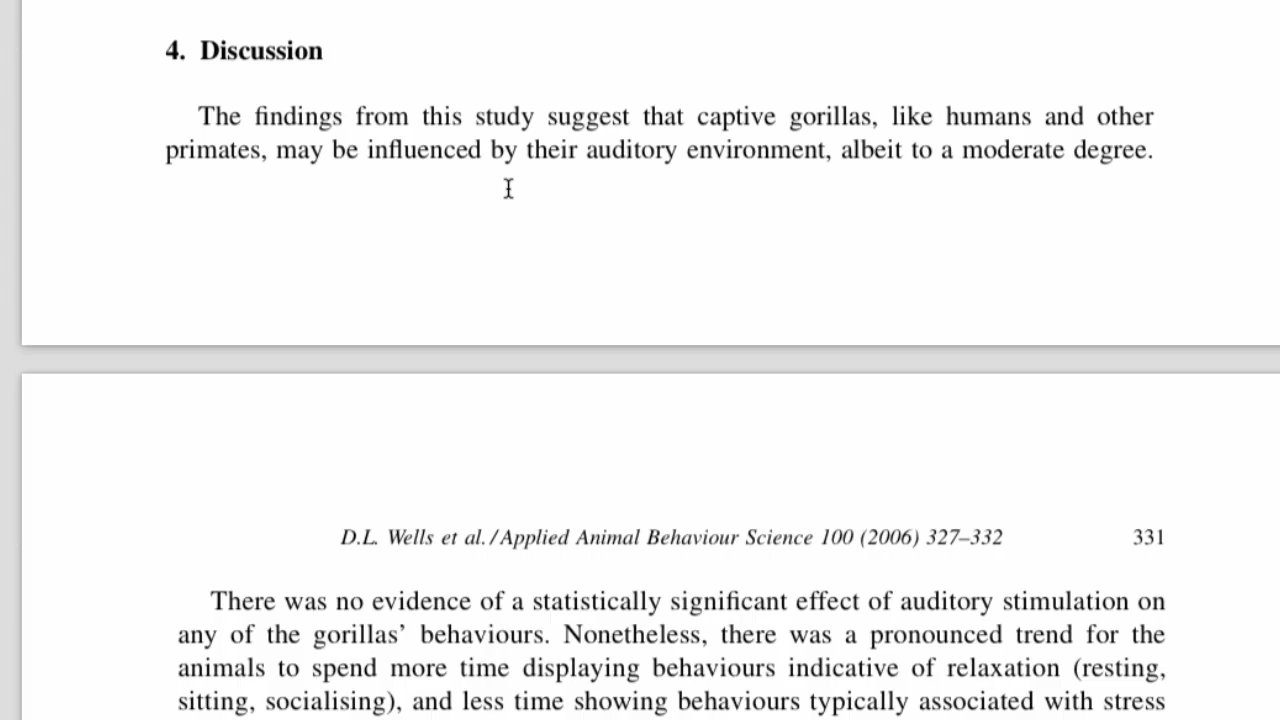 4. Discussion
The findings from this study suggest that captive gorillas, like humans and other
primates, may be influenced by their auditory environment, albeit to a moderate degree.
D.L. Wells et al. / Applied Animal Behaviour Science 100 (2006) 327–332 331
There was no evidence of a statistically significant effect of auditory stimulation on
any of the gorillas’ behaviours. Nonetheless, there was a pronounced trend for the
animals to spend more time displaying behaviours indicative of relaxation (resting,
sitting, socialising), and less time showing behaviours typically associated with stress